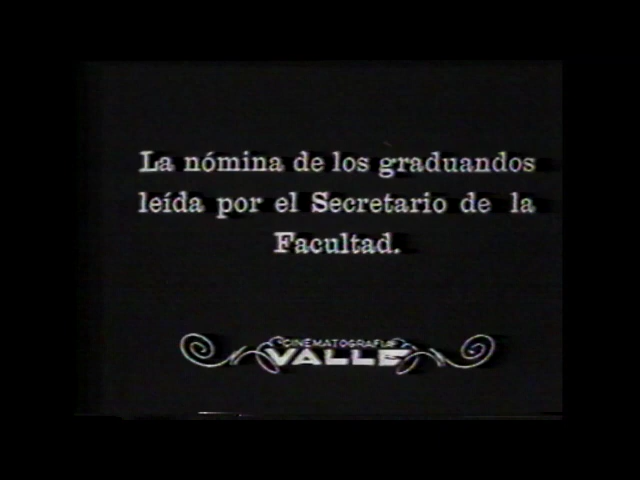 La nómina de los graduandos
leída por el Secretario de la
Facultad.
CINEMATOGRAFIA
VALLE